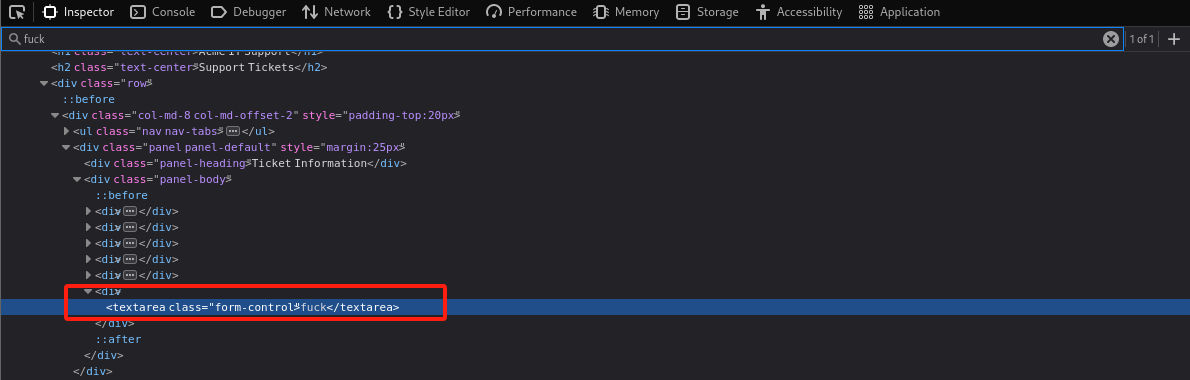 Inspector Console Debugger Network Style Editor Performance Memory Storage Accessibility Application
fuck 1 of 1
<h1 class="text-center">Acme IT Support</h1>
<h2 class="text-center">Support Tickets</h2>
<div class="row">
::before
<div class="col-md-8 col-md-offset-2" style="padding-top:20px">
<ul class="nav nav-tabs"></ul>
<div class="panel panel-default" style="margin:25px">
<div class="panel-heading">Ticket Information</div>
<div class="panel-body">
::before
<div></div>
<div></div>
<div></div>
<div></div>
<div></div>
<div>
<textarea class="form-control">fuck</textarea>
</div>
::after
</div>
</div>